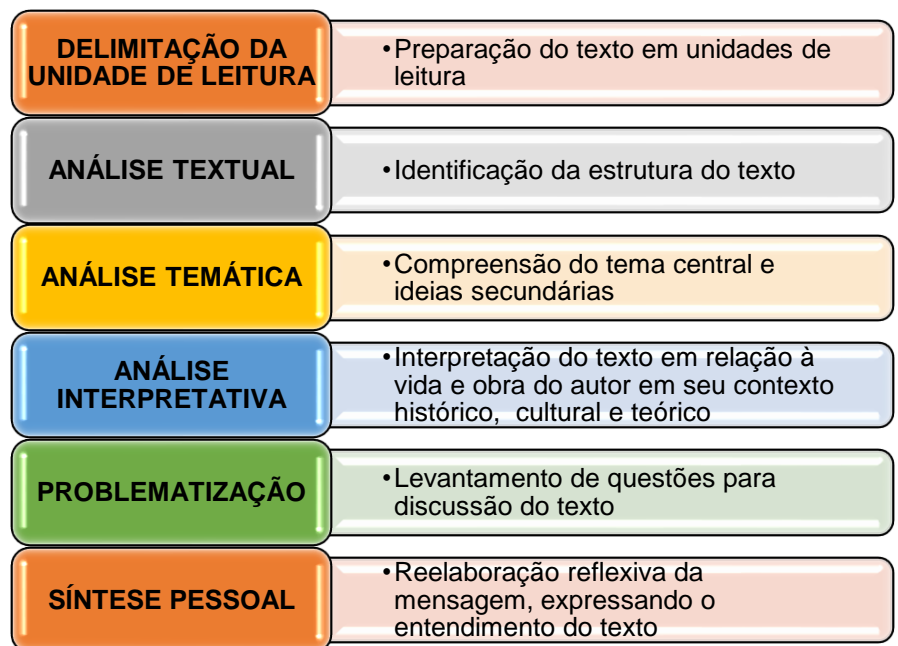 DELIMITAÇÃO DA
UNIDADE DE LEITURA
•Preparação do texto em unidades de
leitura
ANÁLISE TEXTUAL
•Identificação da estrutura do texto
ANÁLISE TEMÁTICA
•Compreensão do tema central e
ideias secundárias
ANÁLISE
INTERPRETATIVA
•Interpretação do texto em relação à
vida e obra do autor em seu contexto
histórico, cultural e teórico
PROBLEMATIZAÇÃO
•Levantamento de questões para
discussão do texto
SÍNTESE PESSOAL
•Reelaboração reflexiva da
mensagem, expressando o
entendimento do texto